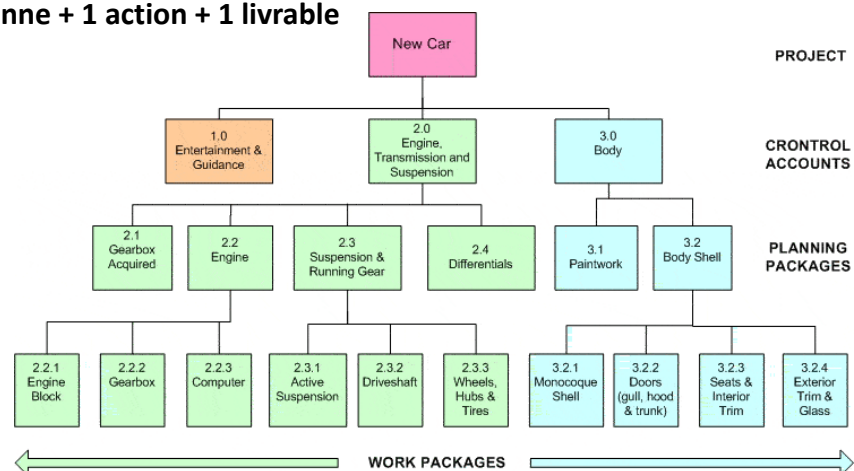 nne + 1 action + 1 livrable
New Car
PROJECT
1.0
Entertainment &
Guidance
2.0
Engine,
Transmission and
Suspension
3.0
Body
CRONTROL
ACCOUNTS
2.1
Gearbox
Acquired
2.2
Engine
2.3
Suspension &
Running Gear
2.4
Differentials
3.1
Paintwork
3.2
Body Shell
PLANNING
PACKAGES
2.2.1
Engine
Block
2.2.2
Gearbox
2.2.3
Computer
2.3.1
Active
Suspension
2.3.2
Driveshaft
2.3.3
Wheels,
Hubs &
Tires
3.2.1
Monocoque
Shell
3.2.2
Doors
(gull, hood
& trunk)
3.2.3
Seats &
Interior
Trim
3.2.4
Exterior
Trim &
Glass
WORK PACKAGES